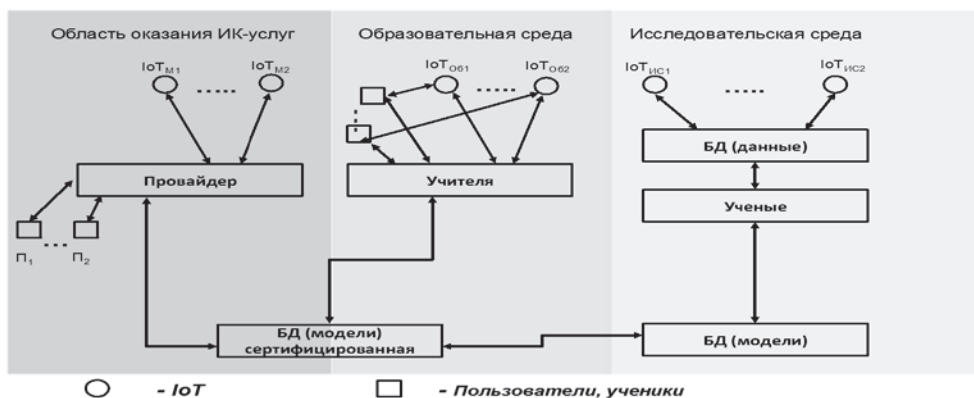 Область оказания ИК-услуг
Образовательная среда
Исследовательская среда
IoTМ1 ..... IoTМ2
IoTОб1 ..... IoTОб2
IoTИС1 ..... IoTИС2
БД (данные)
Провайдер
Учителя
Ученые
П1 .... П2
БД (модели)
сертифицированная
БД (модели)
- IoT
- Пользователи, ученики